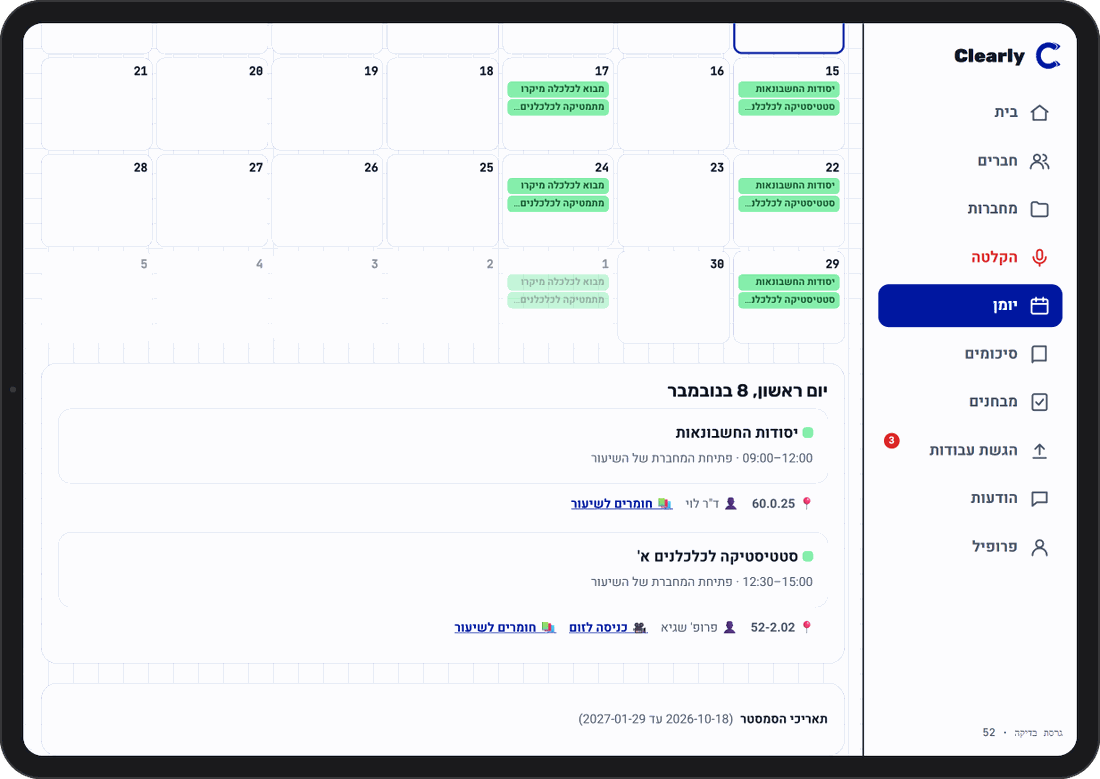 Clearly
בית
חברים
מחברות
הקלטה
יומן
סיכומים
מבחנים
הגשת עבודות 3
הודעות
פרופיל
גרסת בדיקה · 52
15 16 17 18 19 20 21
יסודות החשבונאות
סטטיסטיקה לכלכלנ...
מבוא לכלכלה מיקרו
מתמטיקה לכלכלנים...
22 23 24 25 26 27 28
יסודות החשבונאות
סטטיסטיקה לכלכלנ...
מבוא לכלכלה מיקרו
מתמטיקה לכלכלנים...
29 30 1 2 3 4 5
יסודות החשבונאות
סטטיסטיקה לכלכלנ...
מבוא לכלכלה מיקרו
מתמטיקה לכלכלנים...
יום ראשון, 8 בנובמבר
יסודות החשבונאות
09:00–12:00 · פתיחת המחברת של השיעור
60.0.25 ד"ר לוי חומרים לשיעור
סטטיסטיקה לכלכלנים א'
12:30–15:00 · פתיחת המחברת של השיעור
52-2.02 פרופ' שגיא כניסה לזום חומרים לשיעור
תאריכי הסמסטר (2026-10-18 עד 2027-01-29)